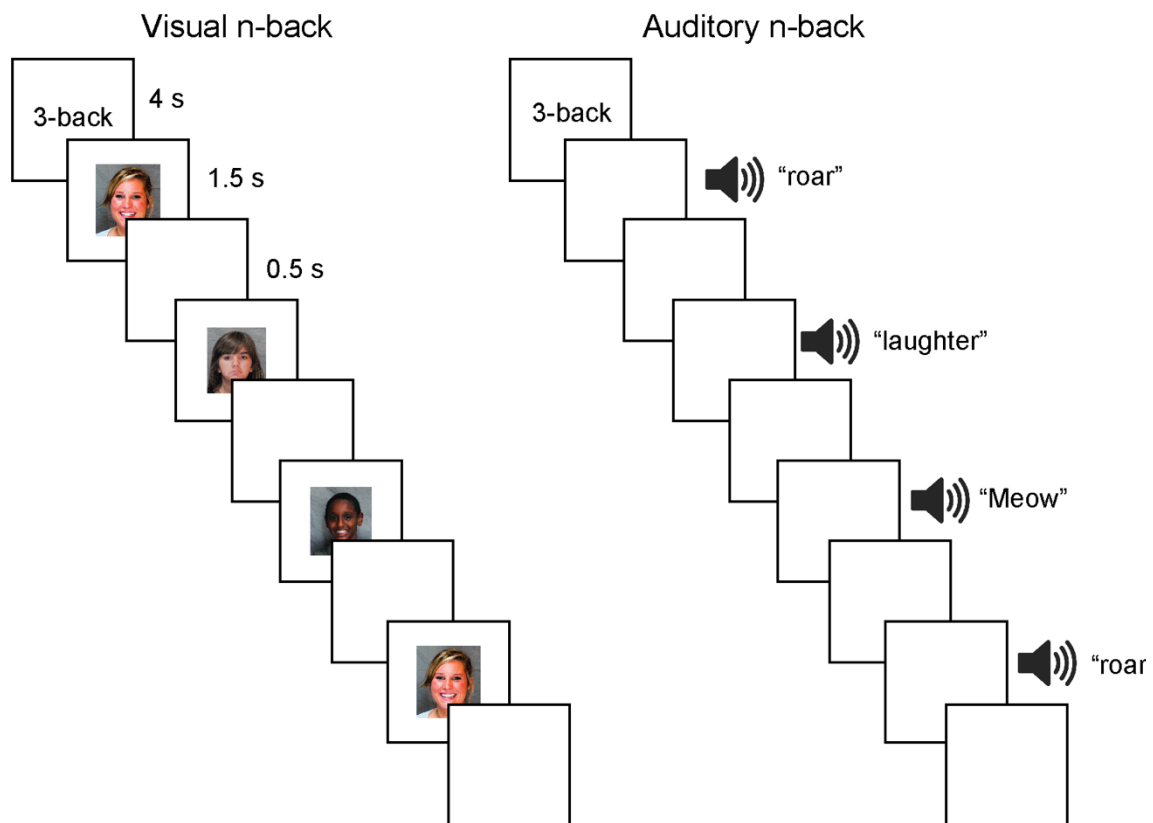 Visual n-back
Auditory n-back
3-back
4 s
1.5 s
0.5 s
3-back
“roar”
“laughter”
“Meow”
“roar